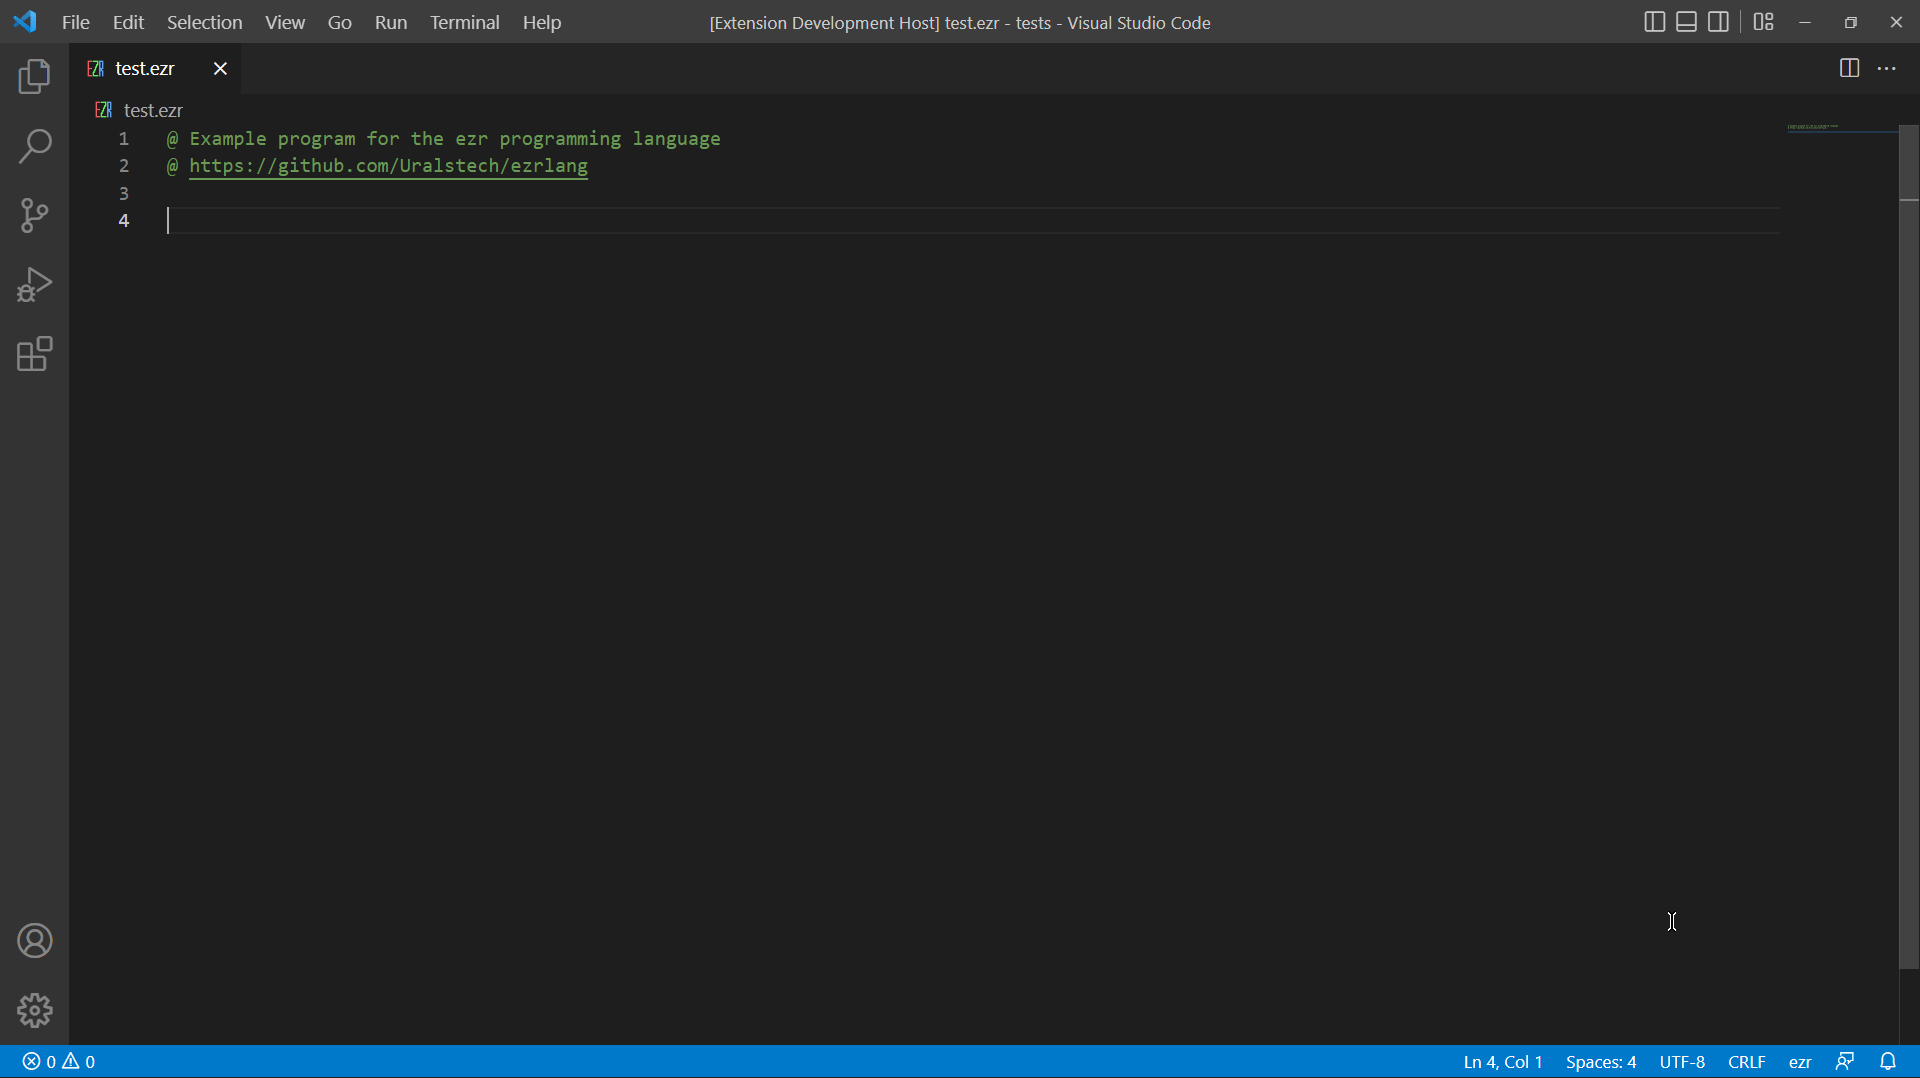 File Edit Selection View Go Run Terminal Help [Extension Development Host] test.ezr - tests - Visual Studio Code
EZR test.ezr
EZR test.ezr
1 @ Example program for the ezr programming language
2 @ https://github.com/Uralstech/ezrlang
3
4
0 0 Ln 4, Col 1 Spaces: 4 UTF-8 CRLF ezr